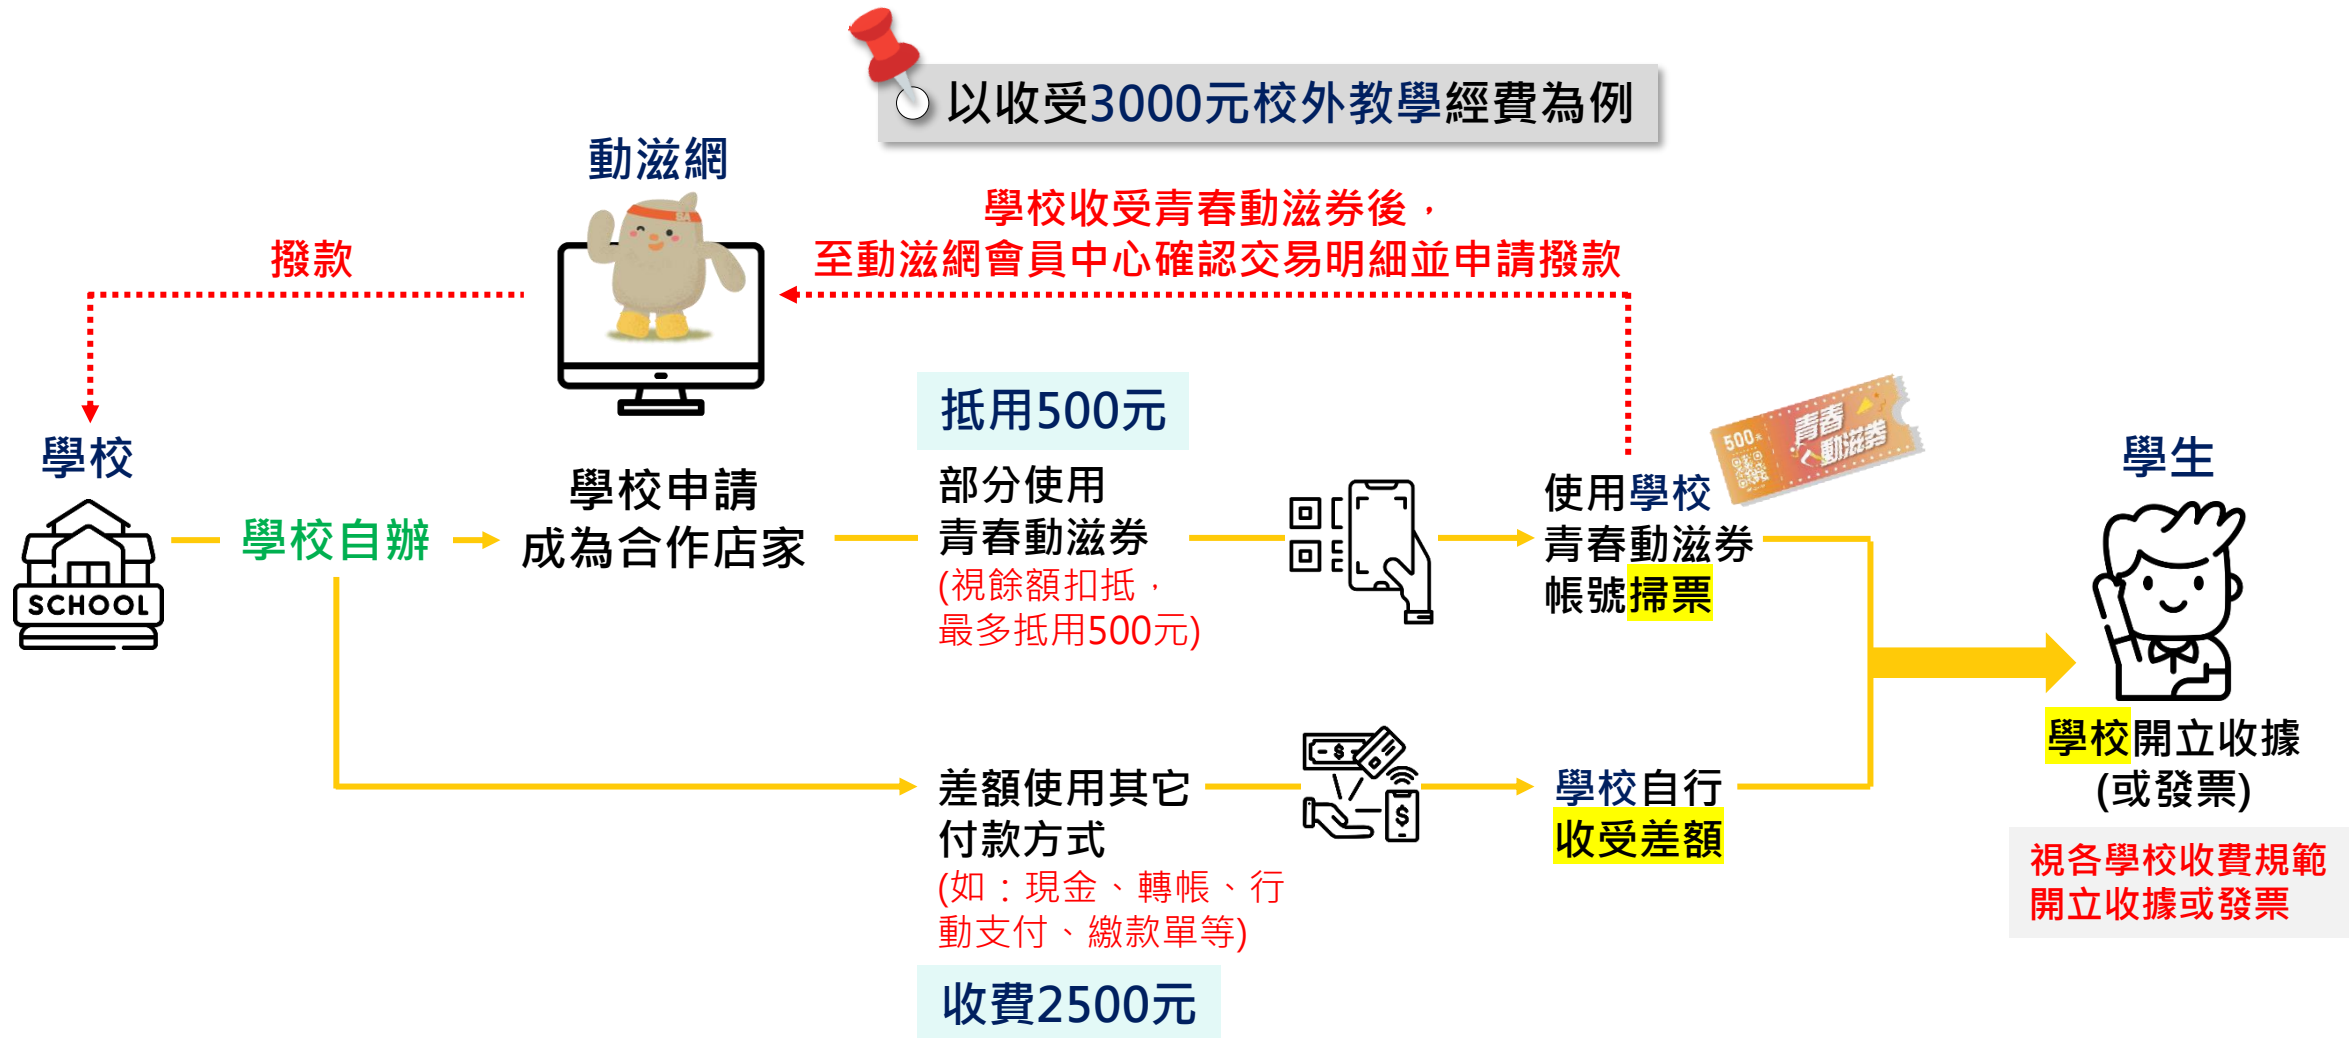 以收受3000元校外教學經費為例
動滋網
SA
學校收受青春動滋券後，
至動滋網會員中心確認交易明細並申請撥款
撥款
學校
SCHOOL
學校自辦
學校申請
成為合作店家
抵用500元
部分使用
青春動滋券
(視餘額扣抵，
最多抵用500元)
使用學校
青春動滋券
帳號掃票
500元
青春
動滋券
差額使用其它
付款方式
(如：現金、轉帳、行
動支付、繳款單等)
收費2500元
$
$
$
學校自行
收受差額
學生
學校開立收據
(或發票)
視各學校收費規範
開立收據或發票